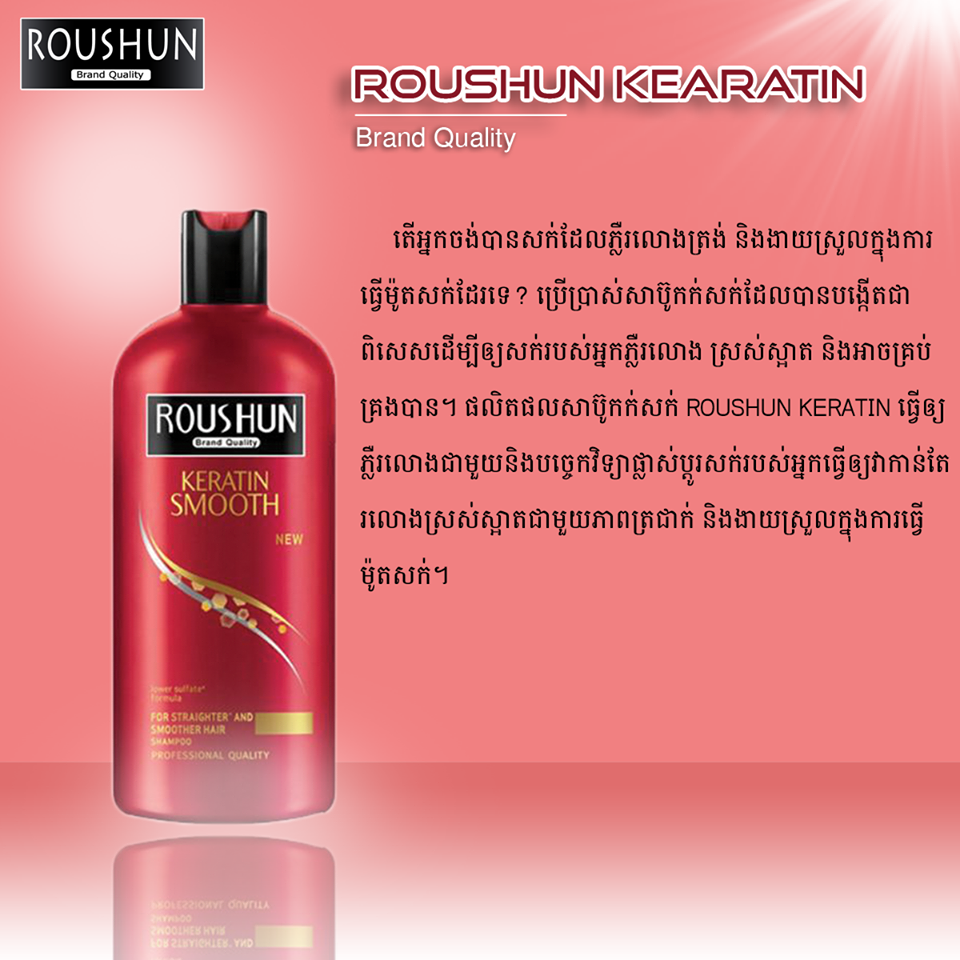 ROUSHUN
Brand Quality
ROUSHUN KEARATIN
Brand Quality
តើអ្នកចង់បានសក់ដែលភ្លឺរលោងត្រង់ និងងាយស្រួលក្នុងការ
ធ្វើម៉ូតសក់ដែរទេ? ប្រើប្រាស់សាប៊ូកក់សក់ដែលបានបង្កើតជា
ពិសេសដើម្បីឲ្យសក់របស់អ្នកភ្លឺរលោង ស្រស់ស្អាត និងអាចគ្រប់
គ្រងបាន។ ផលិតផលសាប៊ូកក់សក់ ROUSHUN KERATIN ធ្វើឲ្យ
ភ្លឺរលោងជាមួយនិងបច្ចេកវិទ្យាផ្លាស់ប្តូរសក់របស់អ្នកធ្វើឲ្យវាកាន់តែ
រលោងស្រស់ស្អាតជាមួយភាពត្រជាក់ និងងាយស្រួលក្នុងការធ្វើ
ម៉ូតសក់។
ROUSHUN
Brand Quality
KERATIN
SMOOTH
NEW
lower sulfate*
formula
FOR STRAIGHTER* AND
SMOOTHER HAIR
SHAMPOO
PROFESSIONAL QUALITY